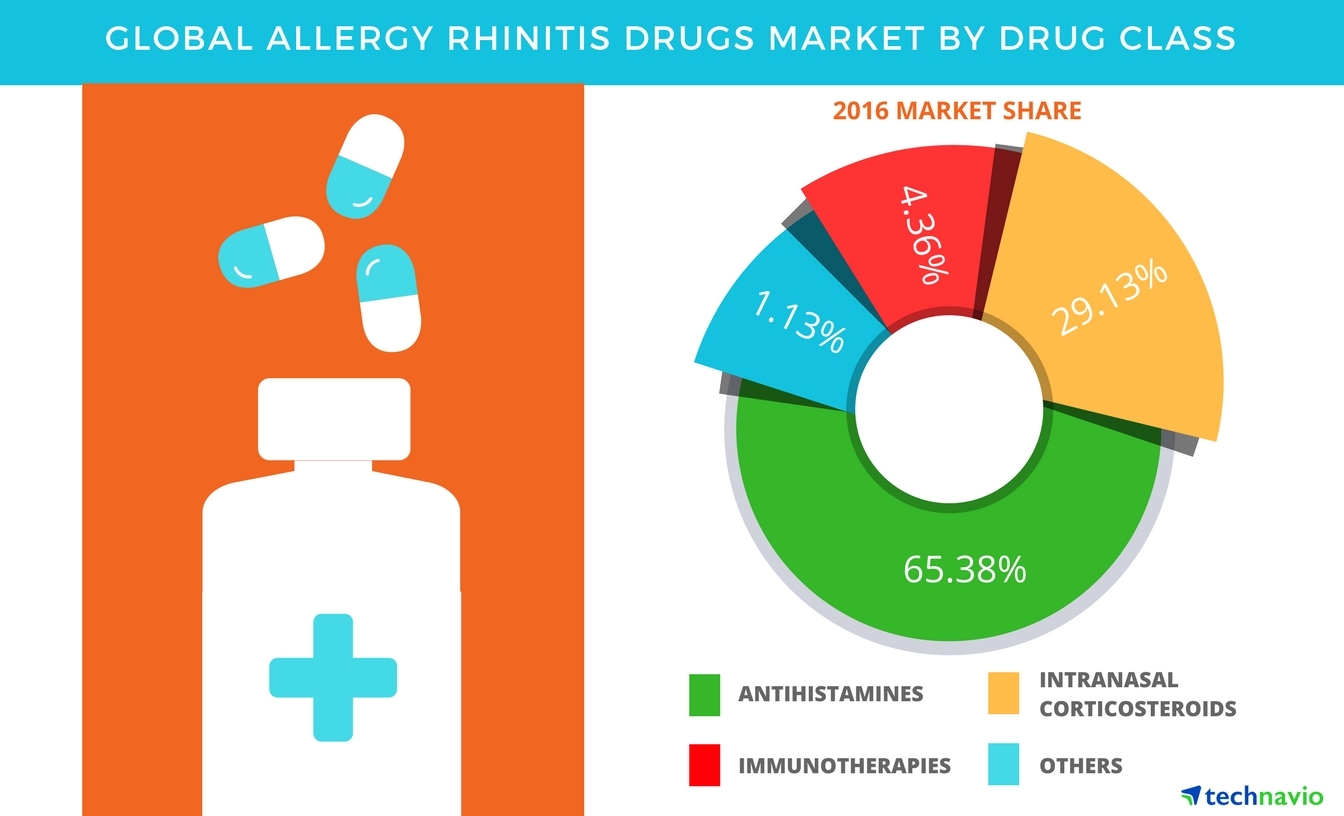 GLOBAL ALLERGY RHINITIS DRUGS MARKET BY DRUG CLASS
2016 MARKET SHARE
4.36%
29.13%
1.13%
65.38%
ANTIHISTAMINES
INTRANASAL
CORTICOSTEROIDS
IMMUNOTHERAPIES
OTHERS
technavio